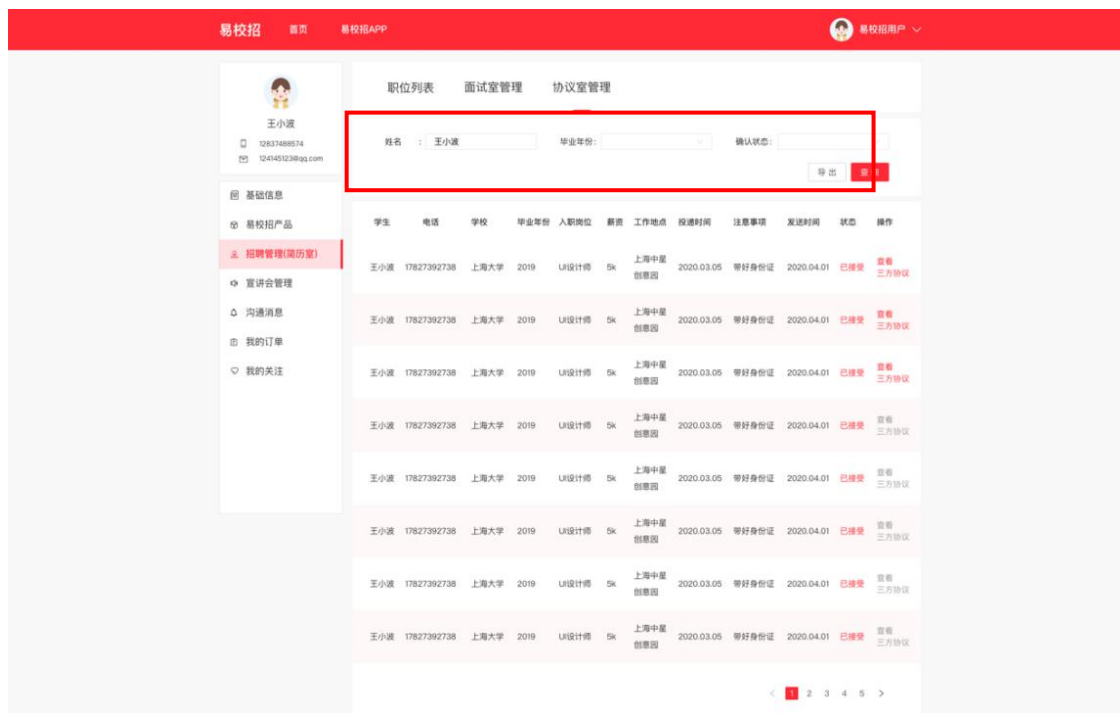 易校招 首页 易校招APP 易校招用户
王小波
12837488574
124145123@qq.com
基础信息
易校招产品
招聘管理(简历室)
宣讲会管理
沟通消息
我的订单
我的关注
职位列表 面试室管理 协议室管理
姓名 : 王小波 毕业年份: 确认状态:
导出
学生 电话 学校 毕业年份 入职岗位 薪资 工作地点 投递时间 注意事项 发送时间 状态 操作
王小波 17827392738 上海大学 2019 UI设计师 5k 上海中星创意园 2020.03.05 带好身份证 2020.04.01 已接受 查看三方协议
王小波 17827392738 上海大学 2019 UI设计师 5k 上海中星创意园 2020.03.05 带好身份证 2020.04.01 已接受 查看三方协议
王小波 17827392738 上海大学 2019 UI设计师 5k 上海中星创意园 2020.03.05 带好身份证 2020.04.01 已接受 查看三方协议
王小波 17827392738 上海大学 2019 UI设计师 5k 上海中星创意园 2020.03.05 带好身份证 2020.04.01 已接受 查看三方协议
王小波 17827392738 上海大学 2019 UI设计师 5k 上海中星创意园 2020.03.05 带好身份证 2020.04.01 已接受 查看三方协议
王小波 17827392738 上海大学 2019 UI设计师 5k 上海中星创意园 2020.03.05 带好身份证 2020.04.01 已接受 查看三方协议
王小波 17827392738 上海大学 2019 UI设计师 5k 上海中星创意园 2020.03.05 带好身份证 2020.04.01 已接受 查看三方协议
王小波 17827392738 上海大学 2019 UI设计师 5k 上海中星创意园 2020.03.05 带好身份证 2020.04.01 已接受 查看三方协议
< 1 2 3 4 5 >